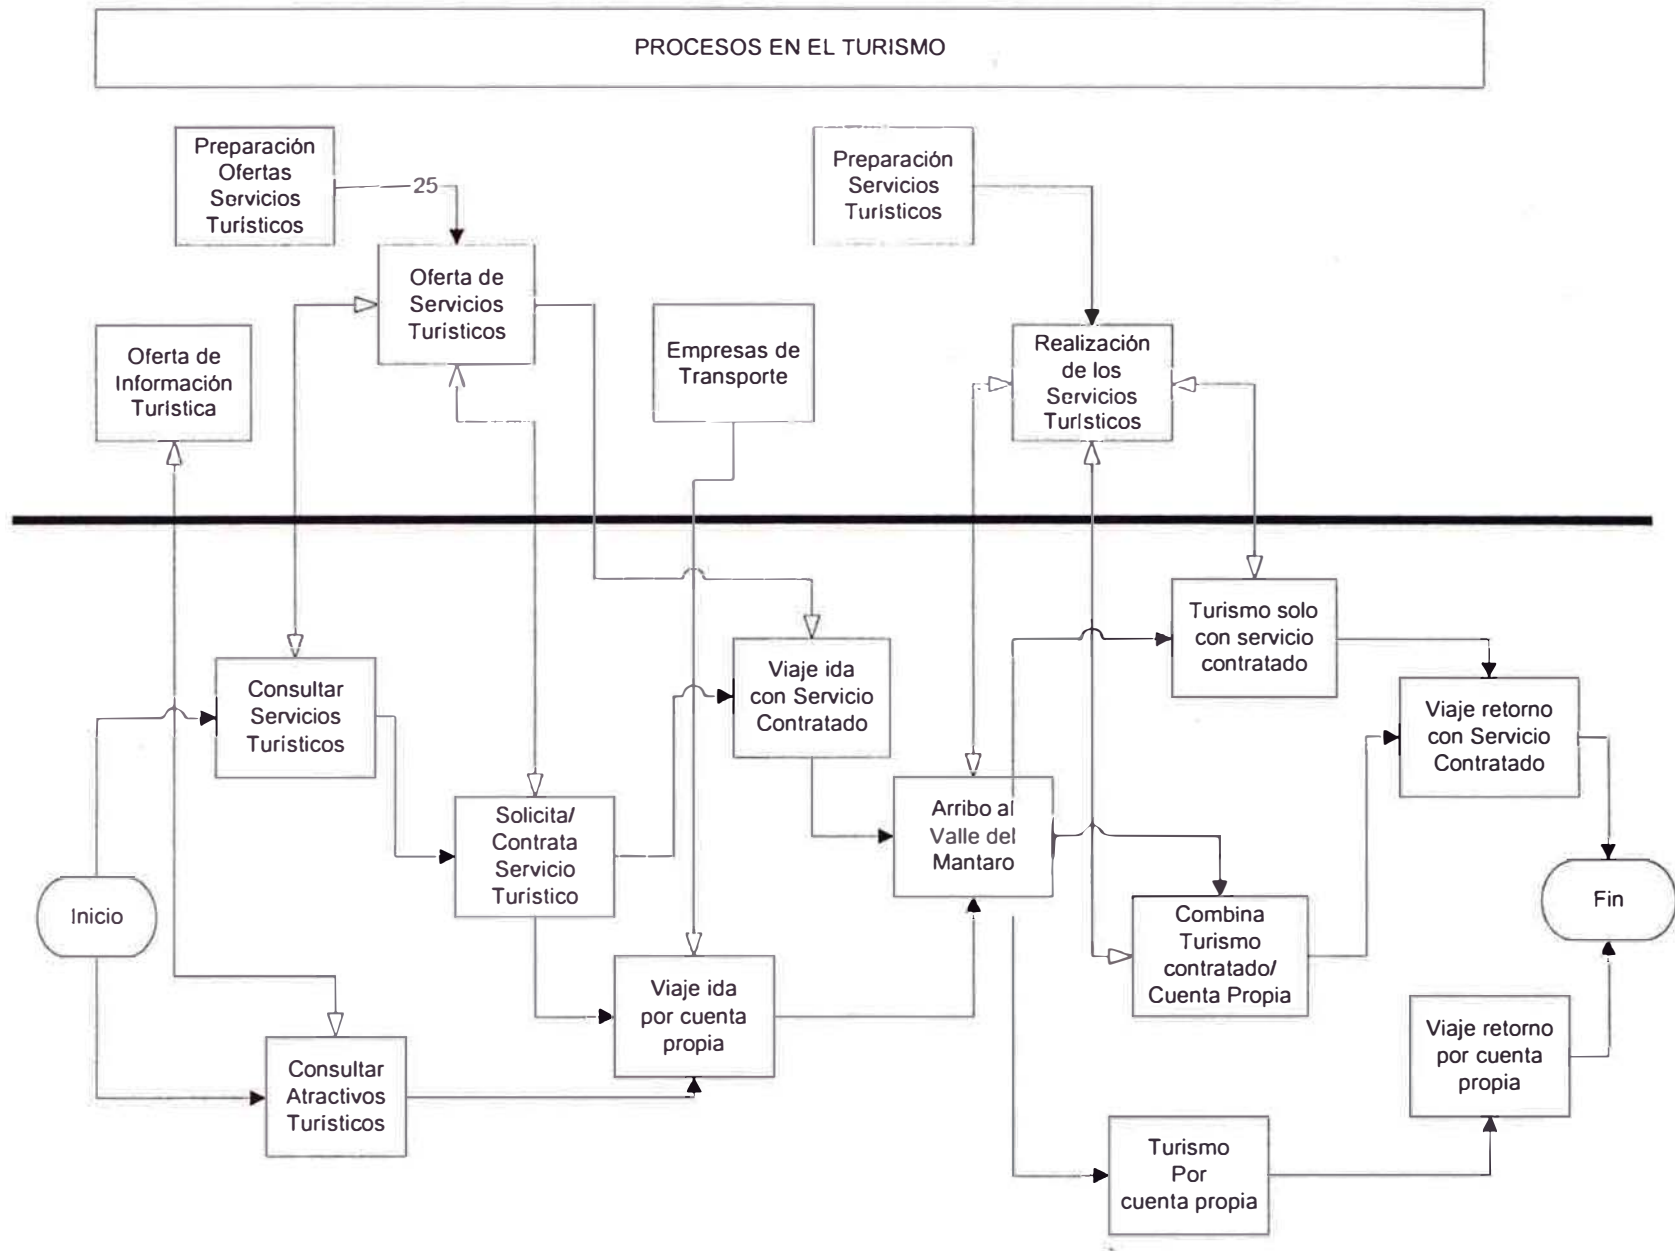 PROCESOS EN EL TURISMO
Preparación
Ofertas
Servicios
Turísticos
25
Preparación
Servicios
Turísticos
Oferta de
Servicios
Turísticos
Oferta de
Información
Turística
Empresas de
Transporte
Realización
de los
Servicios
Turísticos
Consultar
Servicios
Turísticos
Viaje ida
con Servicio
Contratado
Turismo solo
con servicio
contratado
Viaje retorno
con Servicio
Contratado
Solicita/
Contrata
Servicio
Turístico
Arribo al
Valle del
Mantaro
Inicio
Fin
Combina
Turismo
contratado/
Cuenta Propia
Viaje ida
por cuenta
propia
Viaje retorno
por cuenta
propia
Consultar
Atractivos
Turísticos
Turismo
Por
cuenta propia